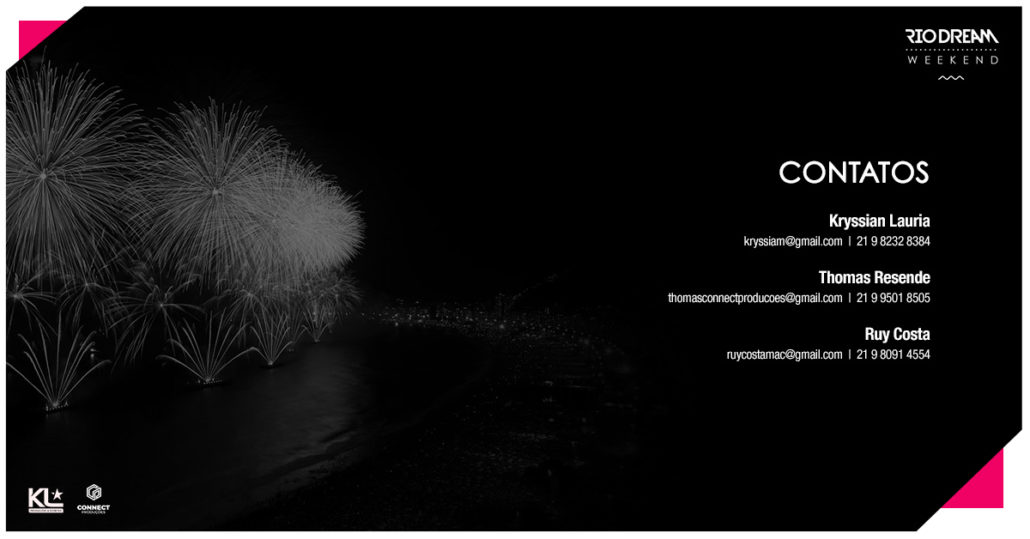 RIO DREAM
WEEKEND
CONTATOS
Kryssian Lauria
kryssiam@gmail.com | 21 9 8232 8384
Thomas Resende
thomasconnectproducoes@gmail.com | 21 9 9501 8505
Ruy Costa
ruycostamac@gmail.com | 21 9 8091 4554
KL
CONNECT
PRODUÇÕES